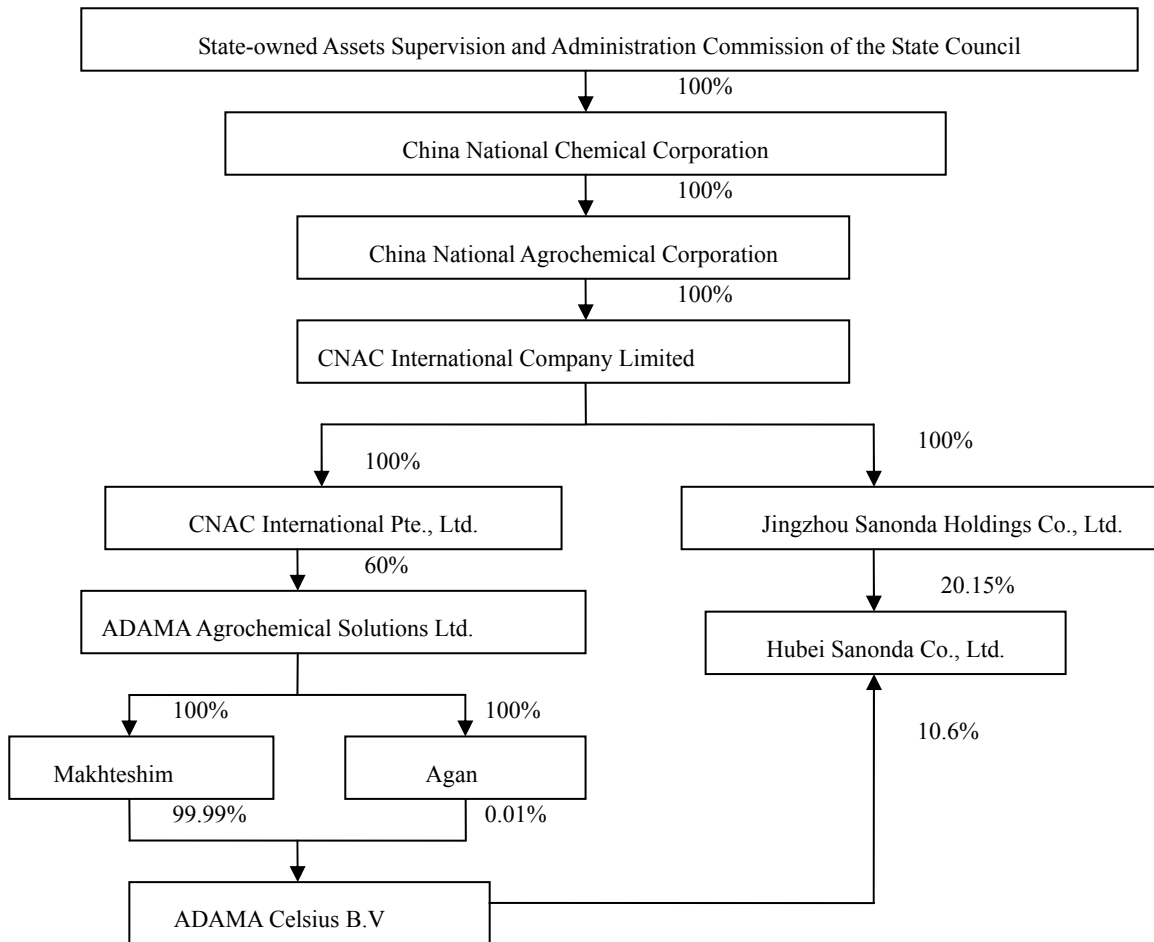 State-owned Assets Supervision and Administration Commission of the State Council
100%
China National Chemical Corporation
100%
China National Agrochemical Corporation
100%
CNAC International Company Limited
100%
100%
CNAC International Pte., Ltd.
Jingzhou Sanonda Holdings Co., Ltd.
60%
20.15%
ADAMA Agrochemical Solutions Ltd.
Hubei Sanonda Co., Ltd.
100%
100%
10.6%
Makhteshim
Agan
99.99%
0.01%
ADAMA Celsius B.V